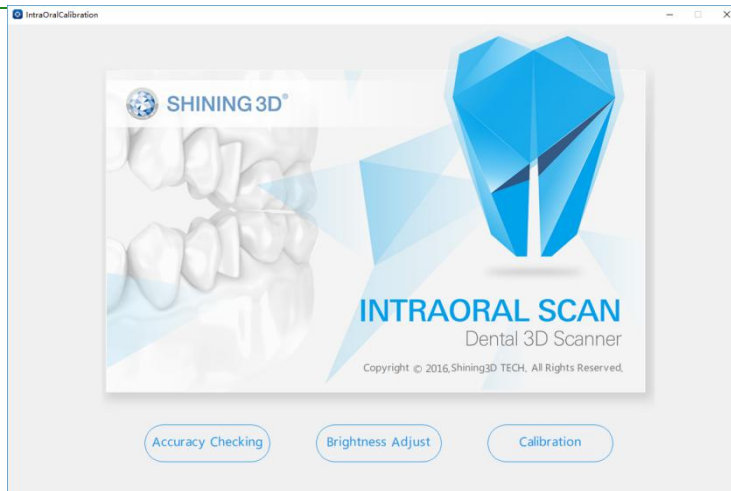 IntraOralCalibration
SHINING 3D®
INTRAORAL SCAN
Dental 3D Scanner
Copyright © 2016,Shining3D TECH. All Rights Reserved.
Accuracy Checking
Brightness Adjust
Calibration